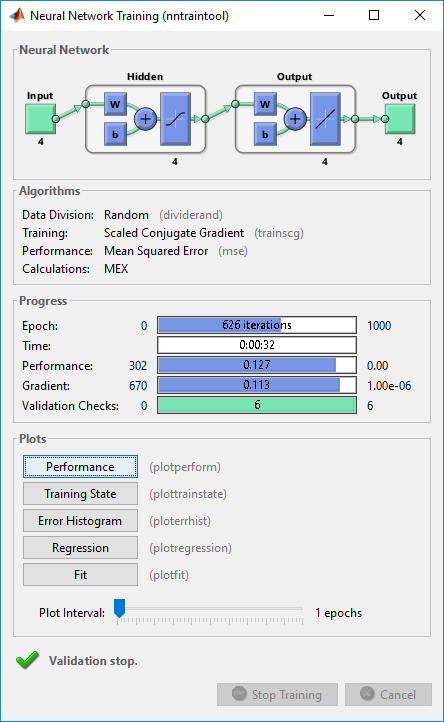 Neural Network Training (nntraintool)
Neural Network
Hidden Output
Input Output
W W
b b
4 4
4 4
Algorithms
Data Division: Random (dividerand)
Training: Scaled Conjugate Gradient (trainscg)
Performance: Mean Squared Error (mse)
Calculations: MEX
Progress
Epoch: 0 626 iterations 1000
Time: 0:00:32
Performance: 302 0.127 0.00
Gradient: 670 0.113 1.00e-06
Validation Checks: 0 6 6
Plots
Performance (plotperform)
Training State (plottrainstate)
Error Histogram (ploterrhist)
Regression (plotregression)
Fit (plotfit)
Plot Interval: 1 epochs
Validation stop.
Stop Training Cancel